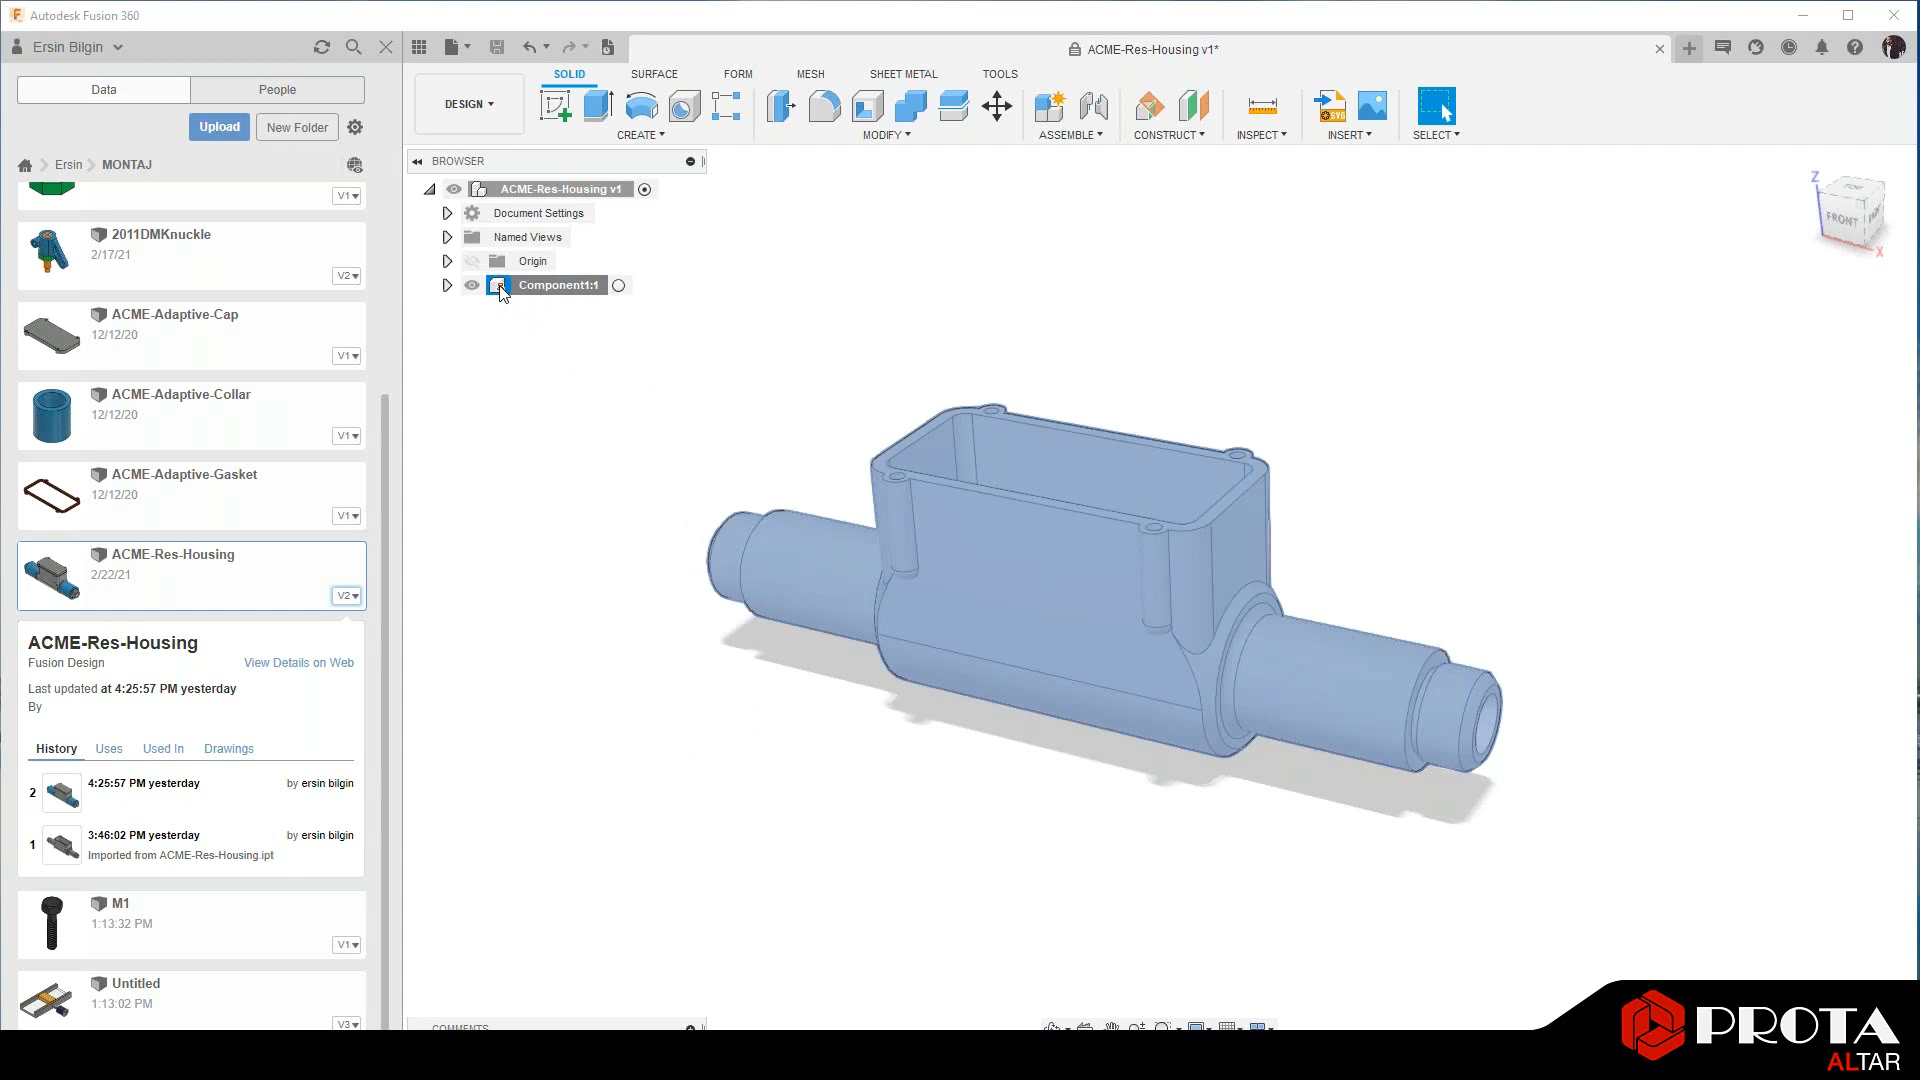 Autodesk Fusion 360
Ersin Bilgin
ACME-Res-Housing v1*
Data
People
Upload
New Folder
Ersin
MONTAJ
V1
2011DMKnuckle
2/17/21
V2
ACME-Adaptive-Cap
12/12/20
V1
ACME-Adaptive-Collar
12/12/20
V1
ACME-Adaptive-Gasket
12/12/20
V1
ACME-Res-Housing
2/22/21
V2
ACME-Res-Housing
Fusion Design
View Details on Web
Last updated at 4:25:57 PM yesterday
By
History
Uses
Used In
Drawings
2
4:25:57 PM yesterday
by ersin bilgin
1
3:46:02 PM yesterday
by ersin bilgin
Imported from ACME-Res-Housing.ipt
M1
1:13:32 PM
V1
Untitled
1:13:02 PM
V3
DESIGN
SOLID
SURFACE
FORM
MESH
SHEET METAL
TOOLS
CREATE
MODIFY
ASSEMBLE
CONSTRUCT
INSPECT
SVG
INSERT
SELECT
BROWSER
ACME-Res-Housing v1
Document Settings
Named Views
Origin
Component1:1
Z
TOP
FRONT
X
COMMENTS
PROTA
ALTAR